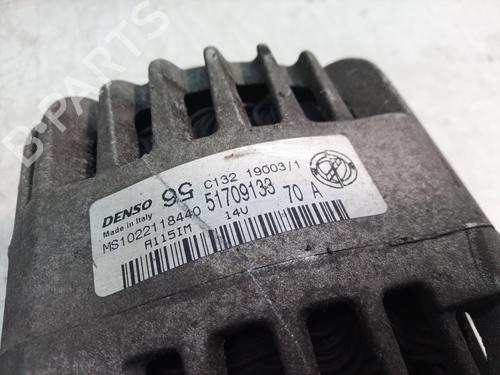 B-PARTS
DENSO 95 C132 19003/1
Made in Italy
MS1022118440 51709133 70 A
A115IM 14V H